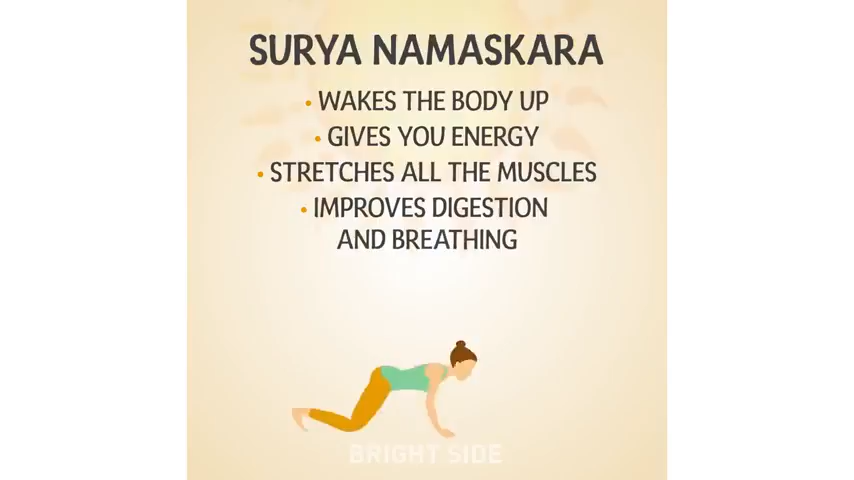 SURYA NAMASKARA
• WAKES THE BODY UP
• GIVES YOU ENERGY
• STRETCHES ALL THE MUSCLES
• IMPROVES DIGESTION
AND BREATHING
BRIGHT SIDE